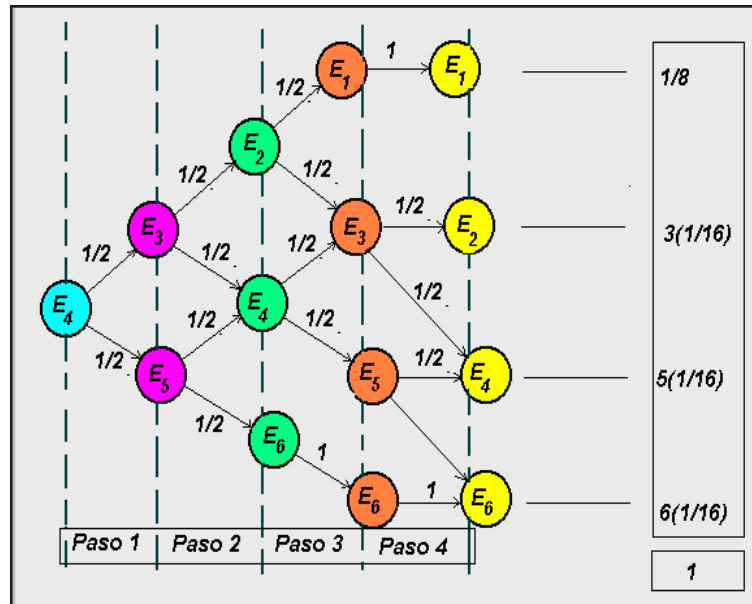 E1
1
E1
1/8
1/2
E2
1/2
1/2
1/2
E3
E3
E2
3(1/16)
1/2
1/2
1/2
1/2
E4
E4
1/2
1/2
1/2
1/2
E5
E5
E4
5(1/16)
1/2
E6
1
1
E6
E6
6(1/16)
Paso 1 Paso 2 Paso 3 Paso 4
1